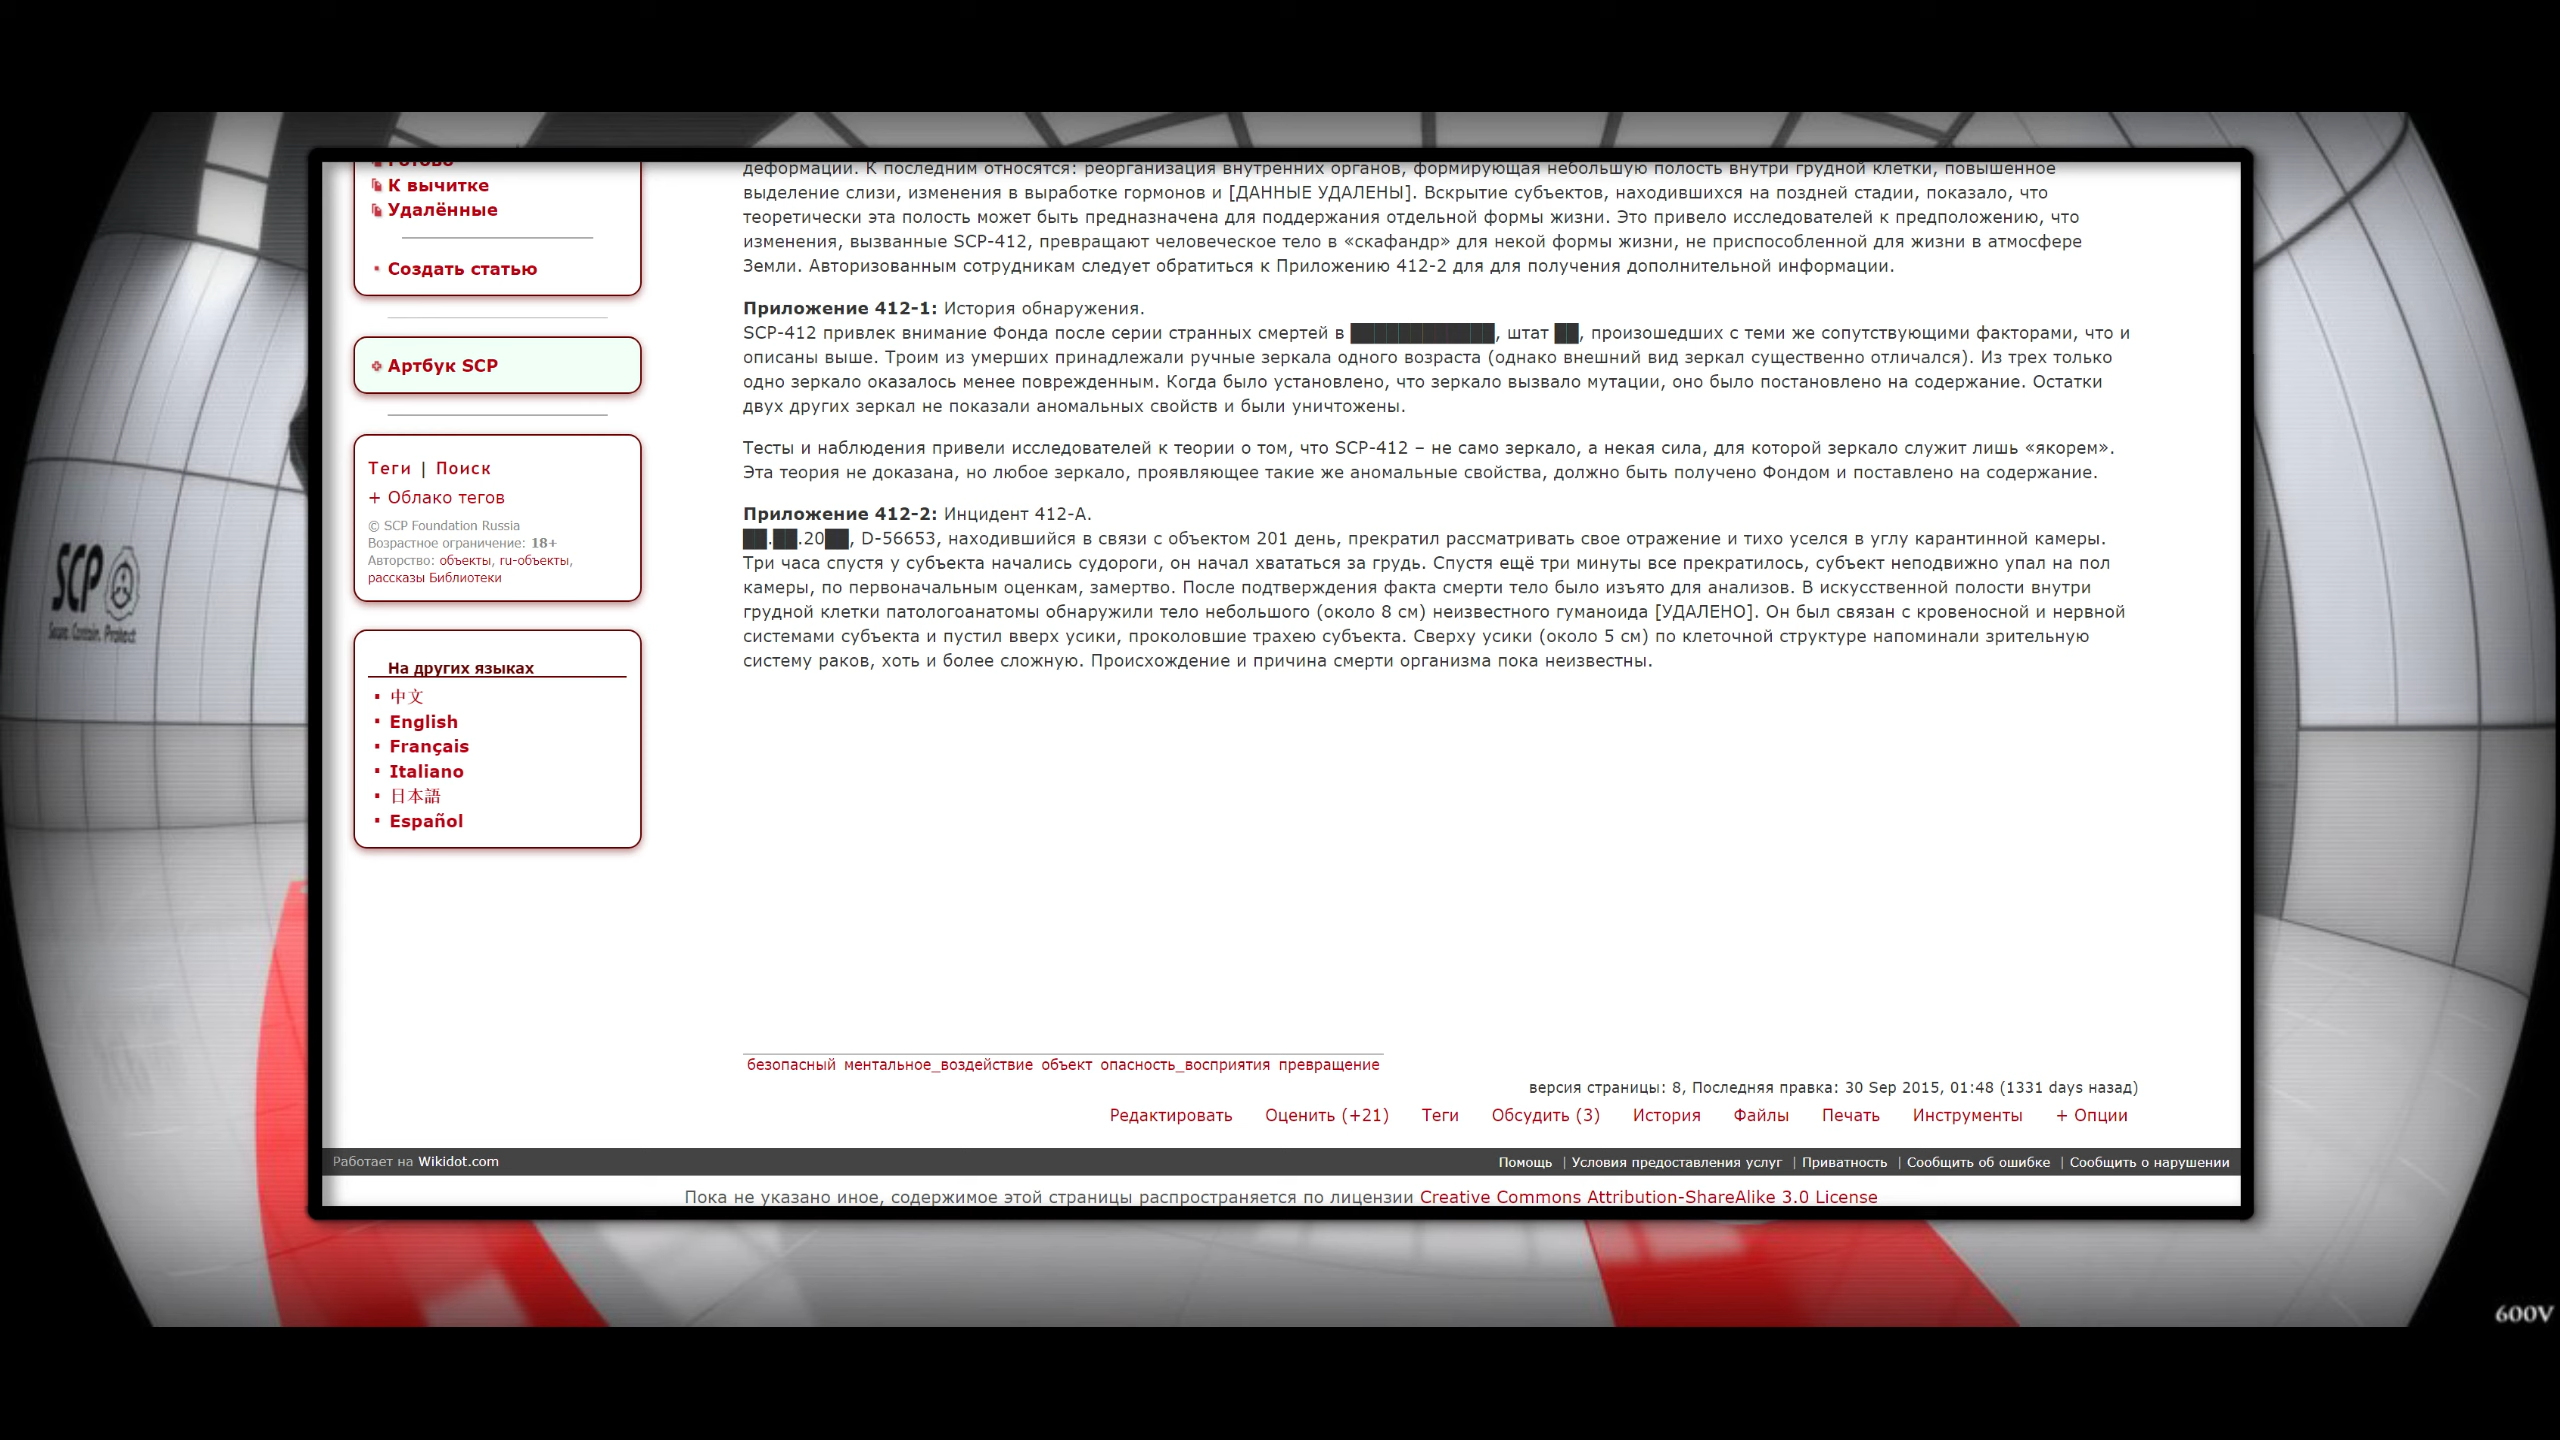 Готово
К вычитке
Удалённые
Создать статью
Артбук SCP
Теги | Поиск
+ Облако тегов
© SCP Foundation Russia
Возрастное ограничение: 18+
Авторство: объекты, ru-объекты,
рассказы Библиотеки
На других языках
中文
English
Français
Italiano
日本語
Español
деформации. К последним относятся: реорганизация внутренних органов, формирующая небольшую полость внутри грудной клетки, повышенное
выделение слизи, изменения в выработке гормонов и [ДАННЫЕ УДАЛЕНЫ]. Вскрытие субъектов, находившихся на поздней стадии, показало, что
теоретически эта полость может быть предназначена для поддержания отдельной формы жизни. Это привело исследователей к предположению, что
изменения, вызванные SCP-412, превращают человеческое тело в «скафандр» для некой формы жизни, не приспособленной для жизни в атмосфере
Земли. Авторизованным сотрудникам следует обратиться к Приложению 412-2 для для получения дополнительной информации.
Приложение 412-1: История обнаружения.
SCP-412 привлек внимание Фонда после серии странных смертей в ████████████, штат ██, произошедших с теми же сопутствующими факторами, что и
описаны выше. Троим из умерших принадлежали ручные зеркала одного возраста (однако внешний вид зеркал существенно отличался). Из трех только
одно зеркало оказалось менее поврежденным. Когда было установлено, что зеркало вызвало мутации, оно было постановлено на содержание. Остатки
двух других зеркал не показали аномальных свойств и были уничтожены.
Тесты и наблюдения привели исследователей к теории о том, что SCP-412 – не само зеркало, а некая сила, для которой зеркало служит лишь «якорем».
Эта теория не доказана, но любое зеркало, проявляющее такие же аномальные свойства, должно быть получено Фондом и поставлено на содержание.
Приложение 412-2: Инцидент 412-А.
██.██.20██, D-56653, находившийся в связи с объектом 201 день, прекратил рассматривать свое отражение и тихо уселся в углу карантинной камеры.
Три часа спустя у субъекта начались судороги, он начал хвататься за грудь. Спустя ещё три минуты все прекратилось, субъект неподвижно упал на пол
камеры, по первоначальным оценкам, замертво. После подтверждения факта смерти тело было изъято для анализов. В искусственной полости внутри
грудной клетки патологоанатомы обнаружили тело небольшого (около 8 см) неизвестного гуманоида [УДАЛЕНО]. Он был связан с кровеносной и нервной
системами субъекта и пустил вверх усики, проколовшие трахею субъекта. Сверху усики (около 5 см) по клеточной структуре напоминали зрительную
систему раков, хоть и более сложную. Происхождение и причина смерти организма пока неизвестны.
безопасный ментальное_воздействие объект опасность_восприятия превращение
версия страницы: 8, Последняя правка: 30 Sep 2015, 01:48 (1331 days назад)
Редактировать Оценить (+21) Теги Обсудить (3) История Файлы Печать Инструменты + Опции
Работает на Wikidot.com
Помощь | Условия предоставления услуг | Приватность | Сообщить об ошибке | Сообщить о нарушении
Пока не указано иное, содержимое этой страницы распространяется по лицензии Creative Commons Attribution-ShareAlike 3.0 License
SCP
Secure. Contain. Protect
600V